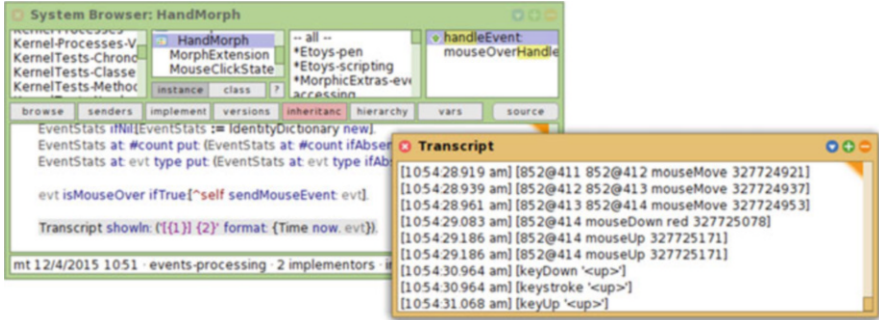 System Browser: HandMorph
Kernel-Processes-V
KernelTests-Chrono
KernelTests-Classe
KernelTests-Methoc
HandMorph
MorphExtension
MouseClickState
instance class ?
-- all --
*Etoys-pen
*Etoys-scripting
*MorphicExtras-eve
accessing
handleEvent:
mouseOverHandle
browse senders implement versions inheritanc hierarchy vars source
EventStats ifNil:[EventStats := IdentityDictionary new].
EventStats at: #count put: (EventStats at: #count ifAbsen
EventStats at: evt type put: (EventStats at: evt type ifAb
evt isMouseOver ifTrue:[^self sendMouseEvent: evt].
Transcript showln: ('[{1}] {2}' format: {Time now. evt}).
mt 12/4/2015 10:51 · events-processing · 2 implementors · i
Transcript
[10:54:28.919 am] [852@411 852@412 mouseMove 327724921]
[10:54:28.939 am] [852@412 852@413 mouseMove 327724937]
[10:54:28.961 am] [852@413 852@414 mouseMove 327724953]
[10:54:29.083 am] [852@414 mouseDown red 327725078]
[10:54:29.186 am] [852@414 mouseUp 327725171]
[10:54:29.186 am] [852@414 mouseUp 327725171]
[10:54:30.964 am] [keyDown '<up>']
[10:54:30.964 am] [keystroke '<up>']
[10:54:31.068 am] [keyUp '<up>']